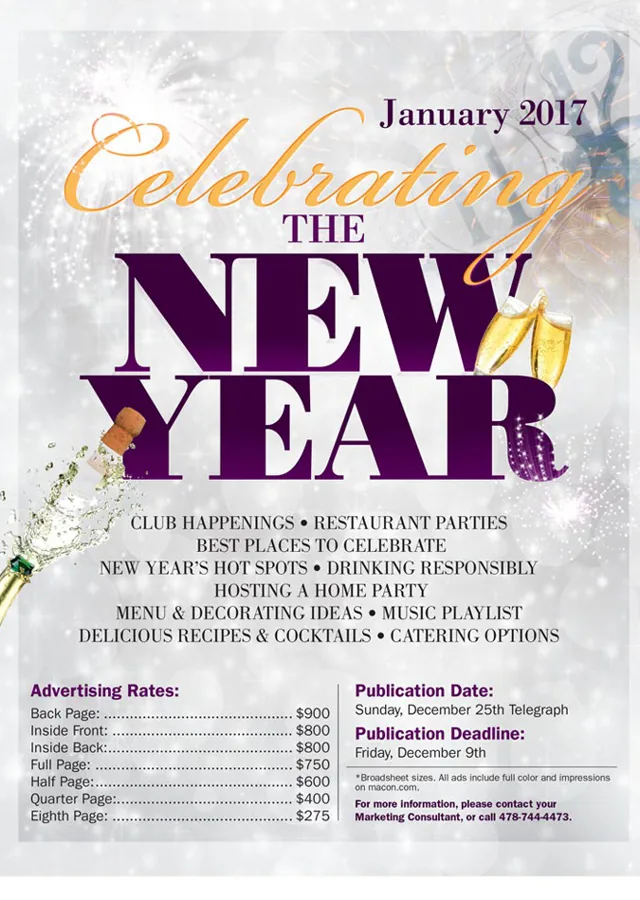 January 2017
Celebrating
THE
NEW
YEAR
CLUB HAPPENINGS • RESTAURANT PARTIES
BEST PLACES TO CELEBRATE
NEW YEAR'S HOT SPOTS • DRINKING RESPONSIBLY
HOSTING A HOME PARTY
MENU & DECORATING IDEAS • MUSIC PLAYLIST
DELICIOUS RECIPES & COCKTAILS • CATERING OPTIONS
Advertising Rates:
Back Page: ............................................ $900
Inside Front: .......................................... $800
Inside Back:........................................... $800
Full Page: .............................................. $750
Half Page:.............................................. $600
Quarter Page:......................................... $400
Eighth Page: .......................................... $275
Publication Date:
Sunday, December 25th Telegraph
Publication Deadline:
Friday, December 9th
*Broadsheet sizes. All ads include full color and impressions
on macon.com.
For more information, please contact your
Marketing Consultant, or call 478-744-4473.
12
11